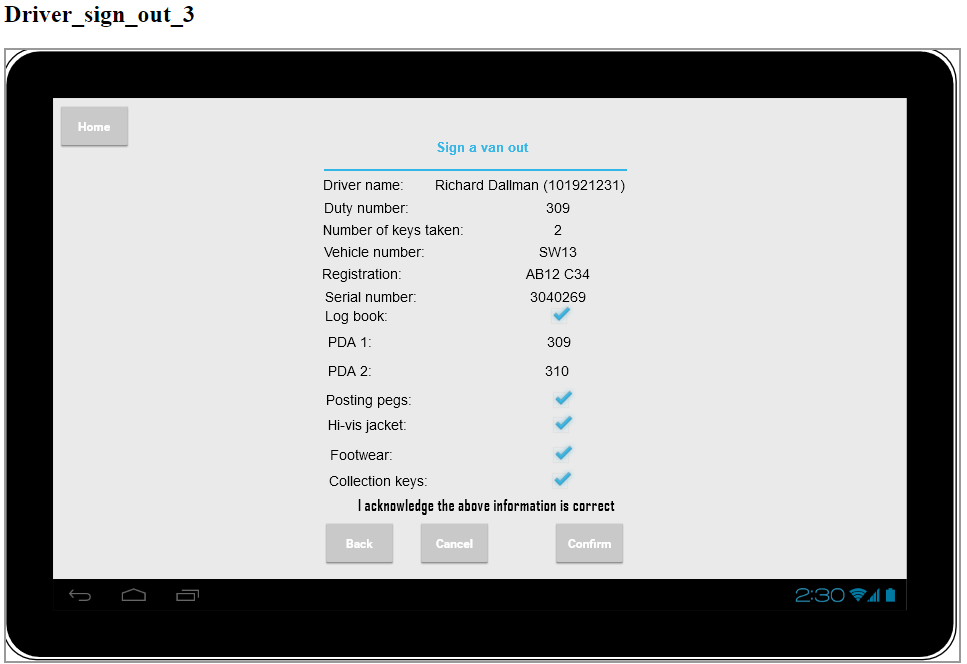 Driver_sign_out_3
Home
Sign a van out
Driver name: Richard Dallman (101921231)
Duty number: 309
Number of keys taken: 2
Vehicle number: SW13
Registration: AB12 C34
Serial number: 3040269
Log book:
PDA 1: 309
PDA 2: 310
Posting pegs:
Hi-vis jacket:
Footwear:
Collection keys:
I acknowledge the above information is correct
Back Cancel Confirm
2:30